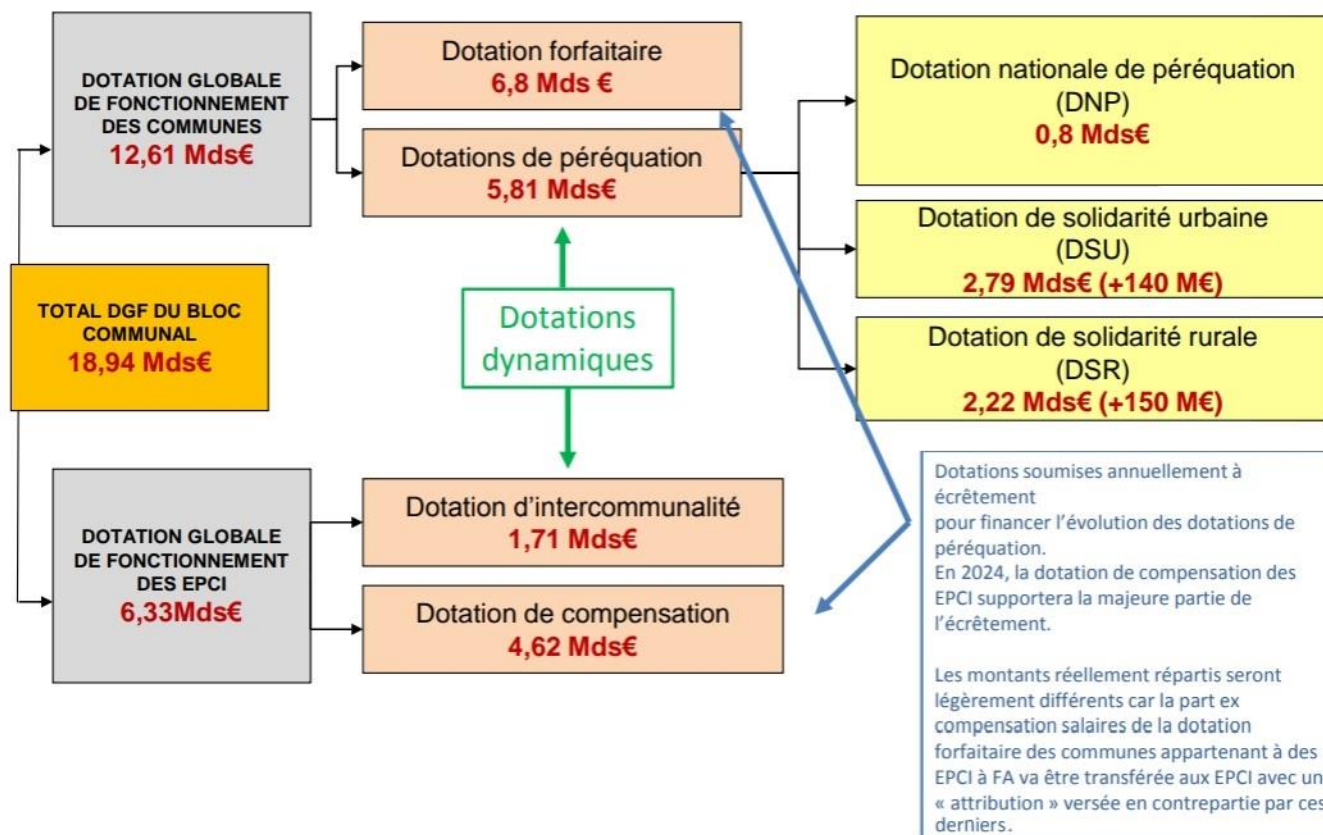 DOTATION GLOBALE
DE FONCTIONNEMENT
DES COMMUNES
12,61 Mds€
Dotation forfaitaire
6,8 Mds €
Dotations de péréquation
5,81 Mds€
Dotation nationale de péréquation
(DNP)
0,8 Mds€
Dotation de solidarité urbaine
(DSU)
2,79 Mds€ (+140 M€)
Dotation de solidarité rurale
(DSR)
2,22 Mds€ (+150 M€)
TOTAL DGF DU BLOC
COMMUNAL
18,94 Mds€
Dotations
dynamiques
DOTATION GLOBALE
DE FONCTIONNEMENT
DES EPCI
6,33Mds€
Dotation d’intercommunalité
1,71 Mds€
Dotation de compensation
4,62 Mds€
Dotations soumises annuellement à
écrêtement
pour financer l’évolution des dotations de
péréquation.
En 2024, la dotation de compensation des
EPCI supportera la majeure partie de
l’écrêtement.
Les montants réellement répartis seront
légèrement différents car la part ex
compensation salaires de la dotation
forfaitaire des communes appartenant à des
EPCI à FA va être transférée aux EPCI avec un
« attribution » versée en contrepartie par ces
derniers.